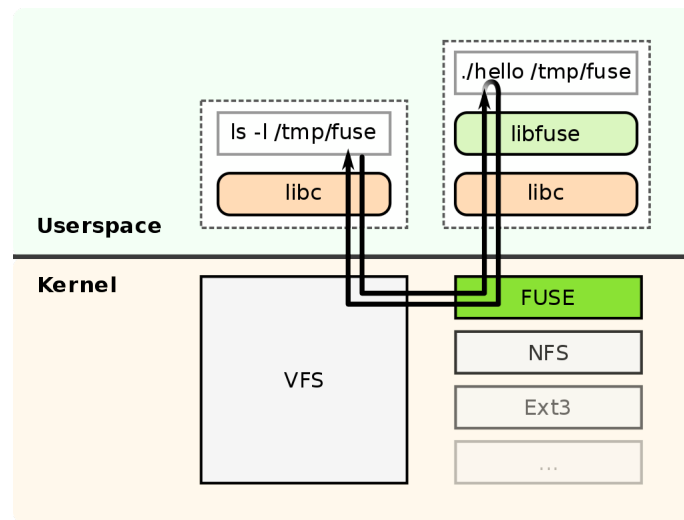 ./hello /tmp/fuse
ls -l /tmp/fuse
libfuse
libc
libc
Userspace
Kernel
FUSE
NFS
VFS
Ext3
...